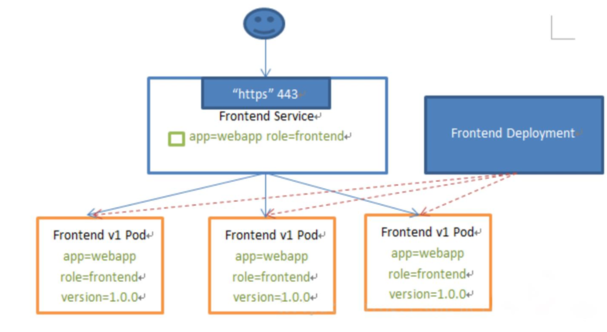 “https” 443
Frontend Service
app=webapp role=frontend
Frontend Deployment
Frontend v1 Pod
app=webapp
role=frontend
version=1.0.0
Frontend v1 Pod
app=webapp
role=frontend
version=1.0.0
Frontend v1 Pod
app=webapp
role=frontend
version=1.0.0